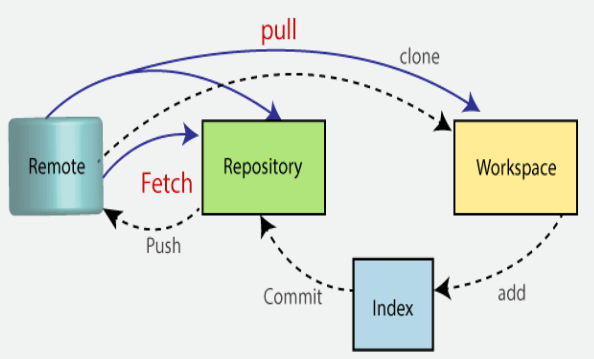 pull
clone
Remote
Repository
Workspace
Fetch
Push
Commit
Index
add